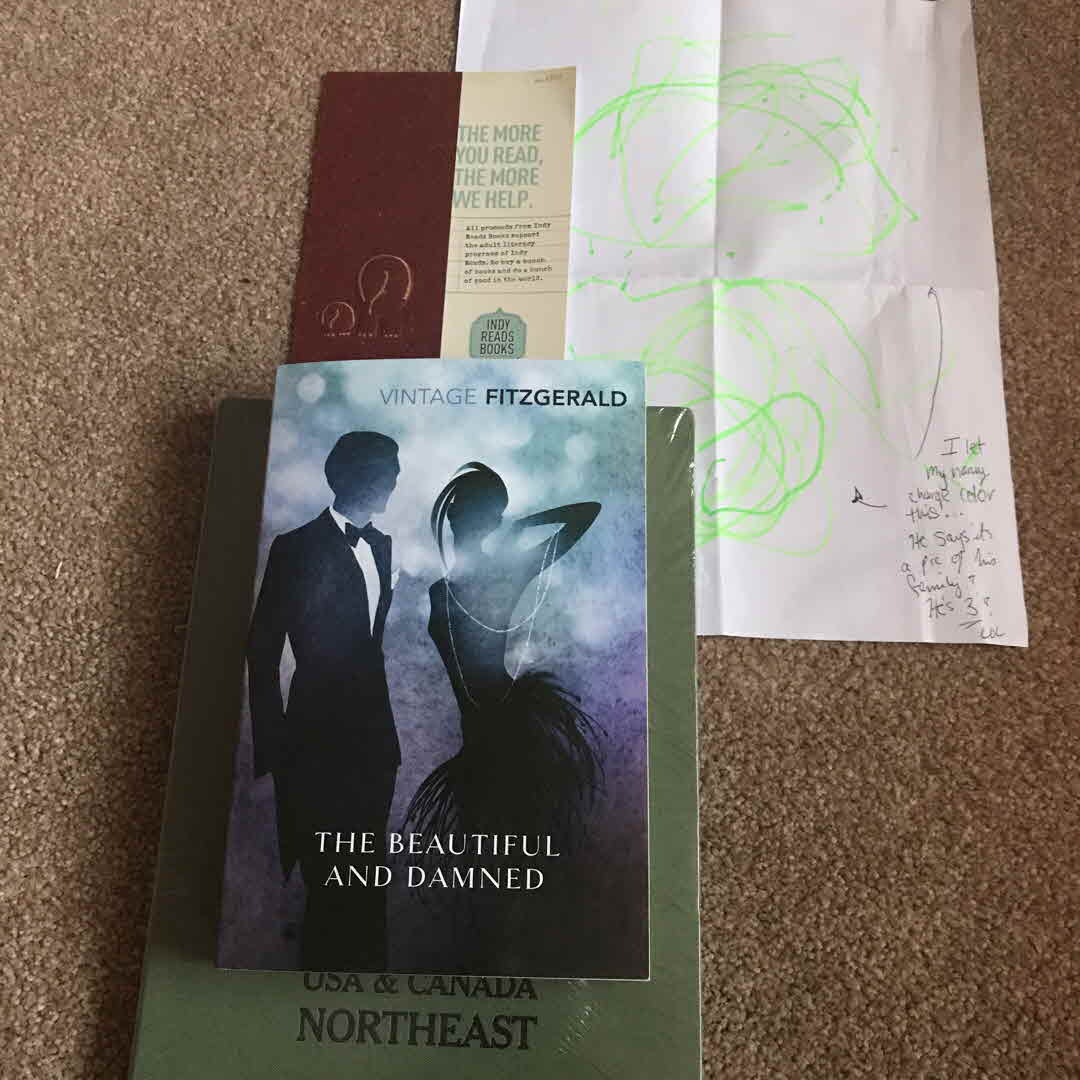 THE MORE
YOU READ,
THE MORE
WE HELP.
All proceeds from Indy
Reads Books support
the adult literacy
programs of Indy
Reads. So buy a bunch
of books and do a bunch
of good in the world.
INDY
READS
BOOKS
VINTAGE FITZGERALD
THE BEAUTIFUL
AND DAMNED
USA & CANADA
NORTHEAST
I let
my nanny
charge color
this...
He says its
a pic of his
family?
He's 3?
LOL